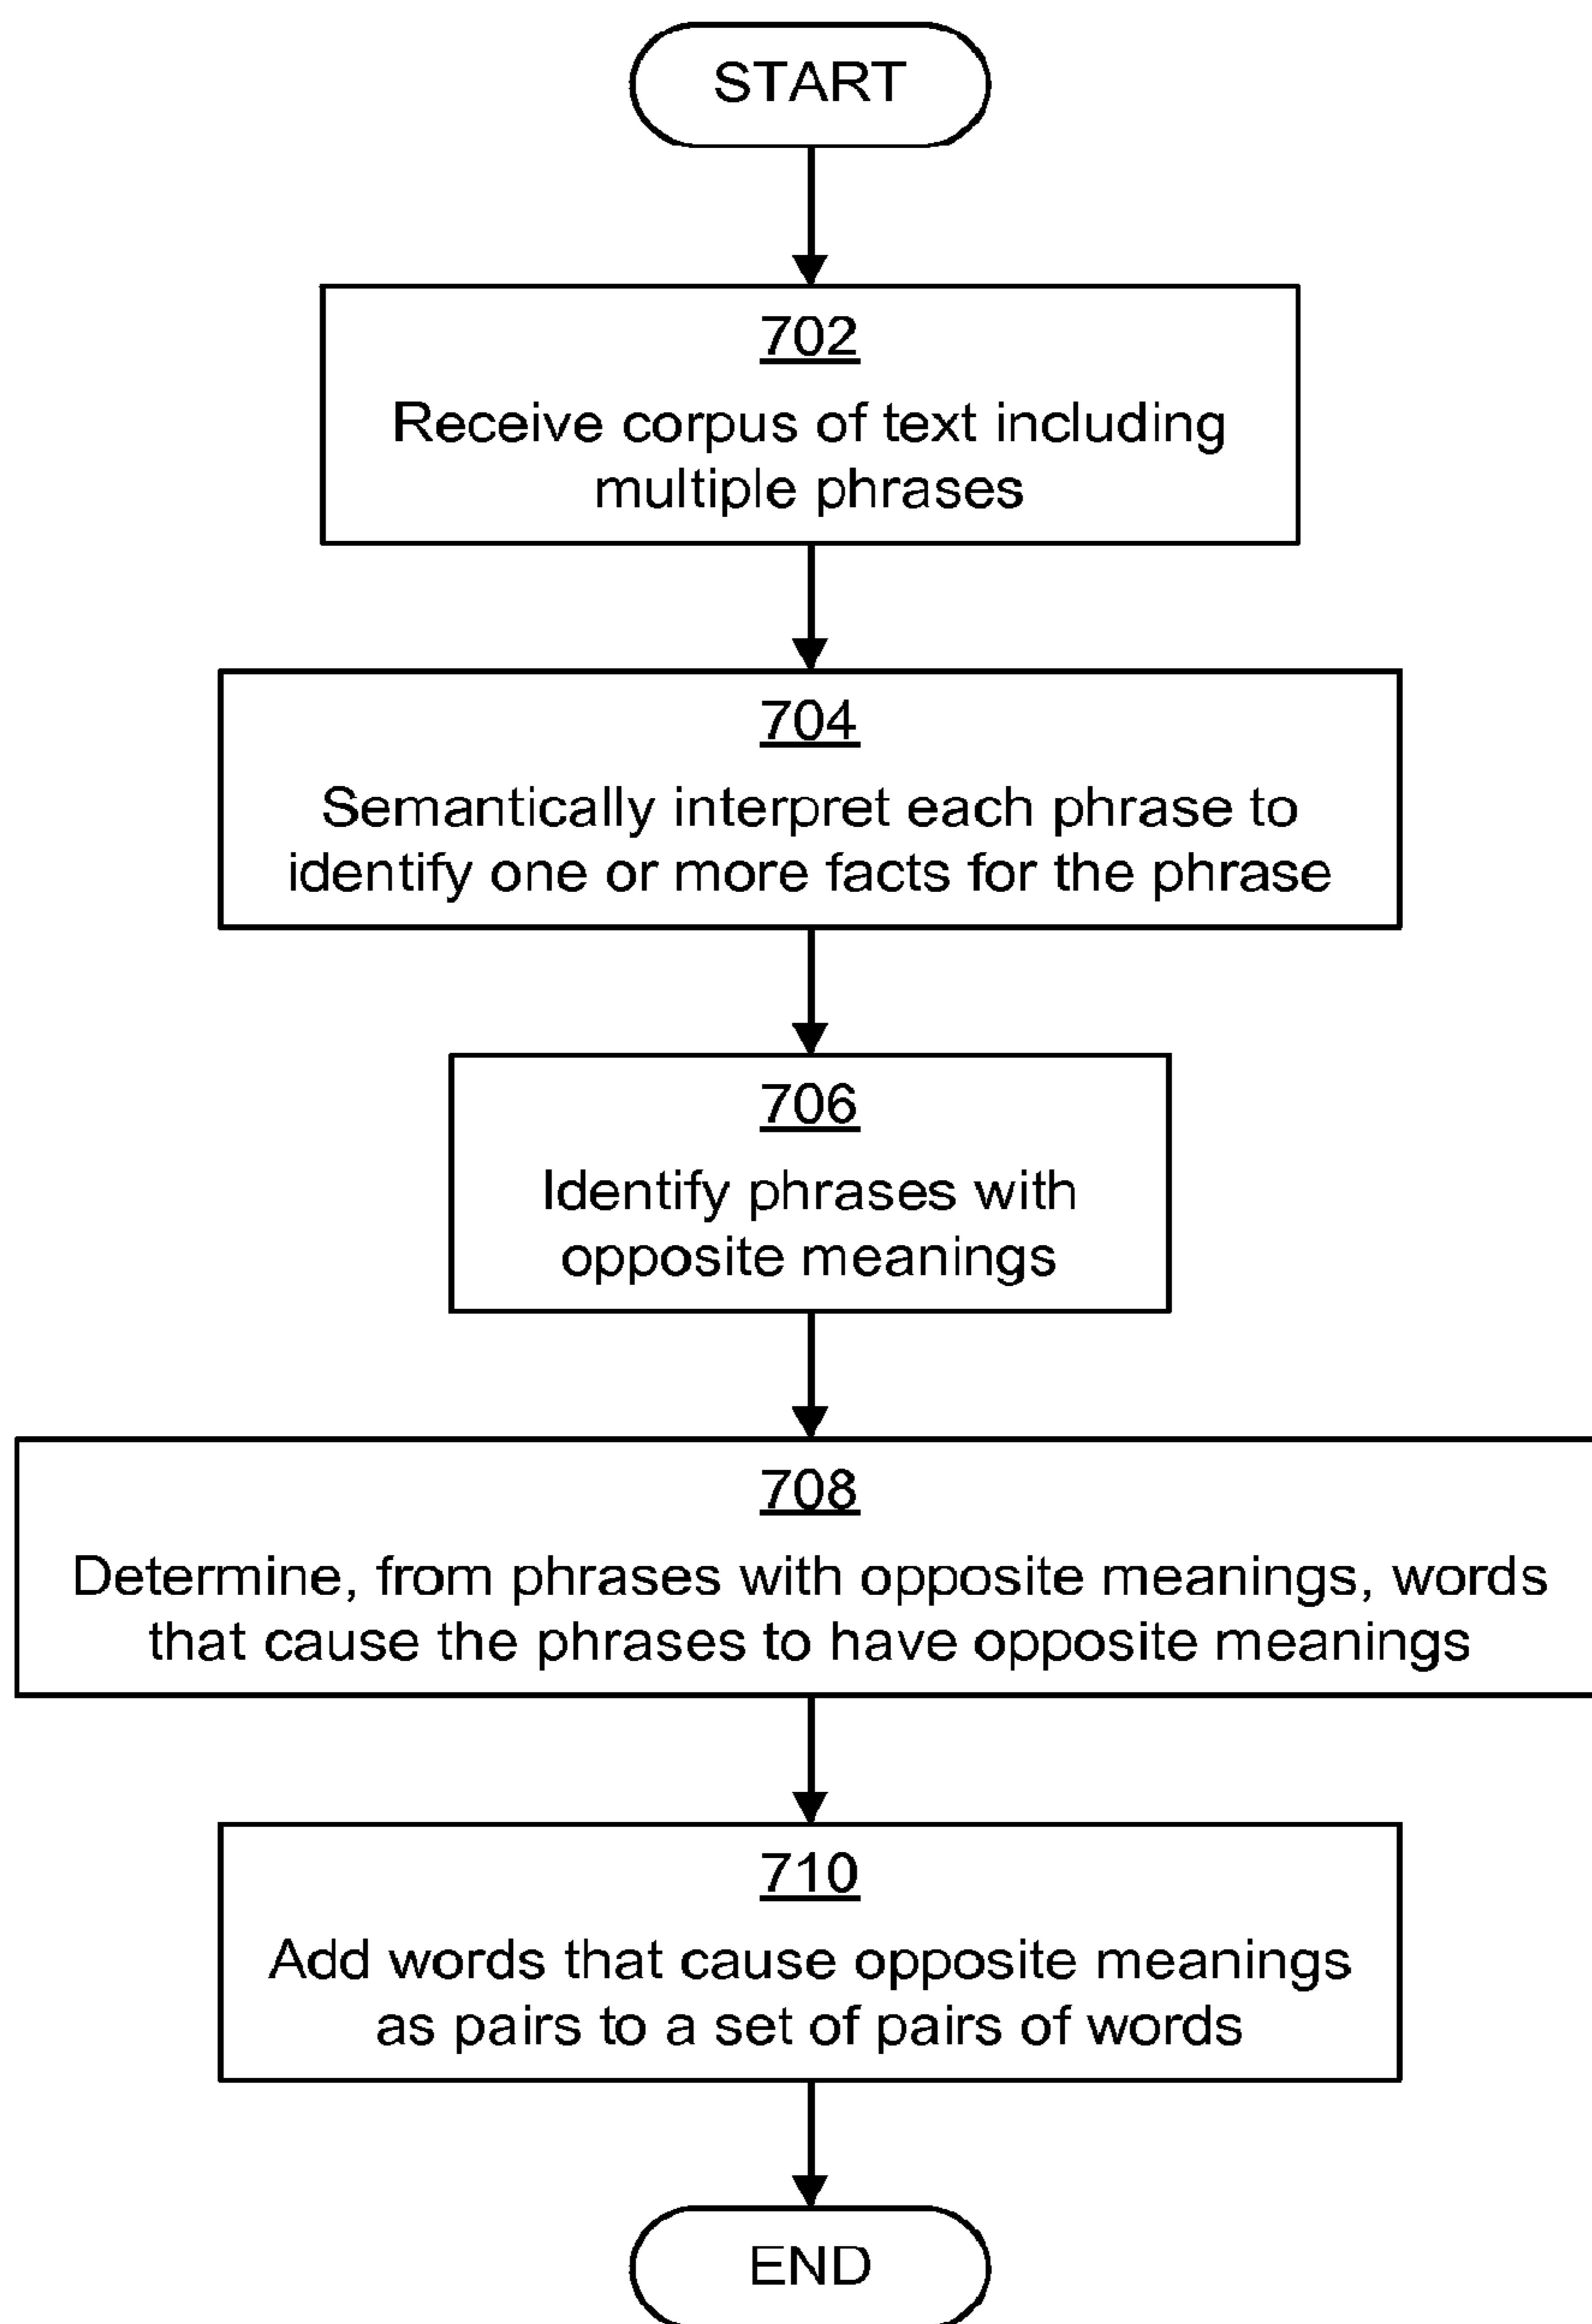 START
702
Receive corpus of text including
multiple phrases
704
Semantically interpret each phrase to
identify one or more facts for the phrase
706
Identify phrases with
opposite meanings
708
Determine, from phrases with opposite meanings, words
that cause the phrases to have opposite meanings
710
Add words that cause opposite meanings
as pairs to a set of pairs of words
END